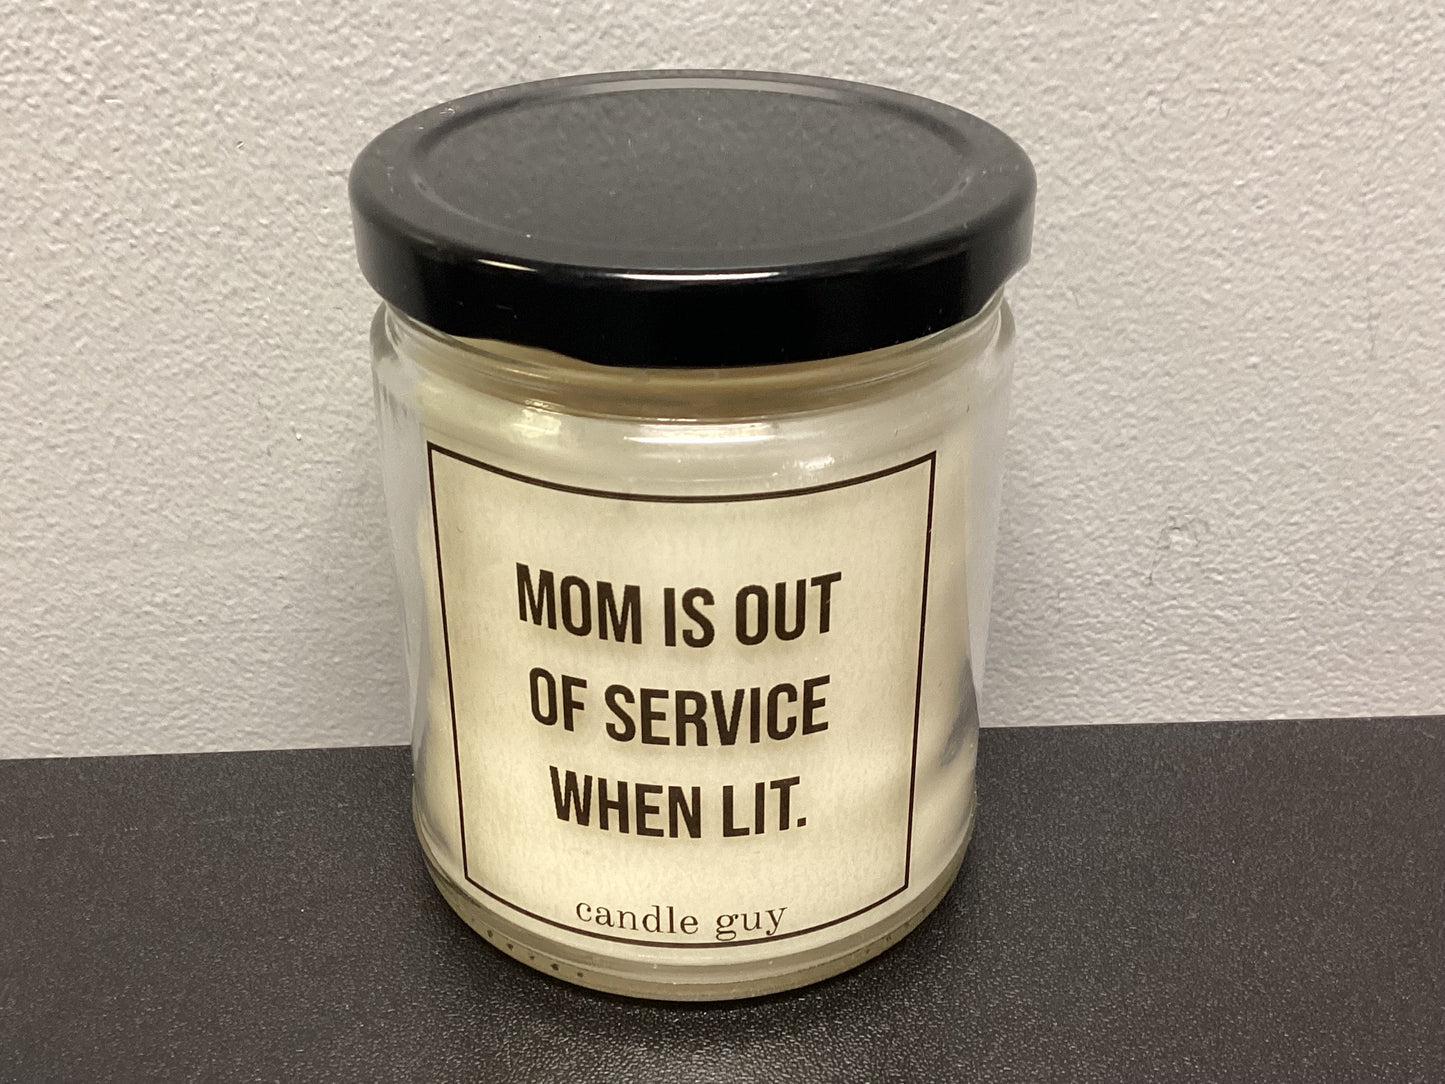 MOM IS OUT
OF SERVICE
WHEN LIT.
candle guy